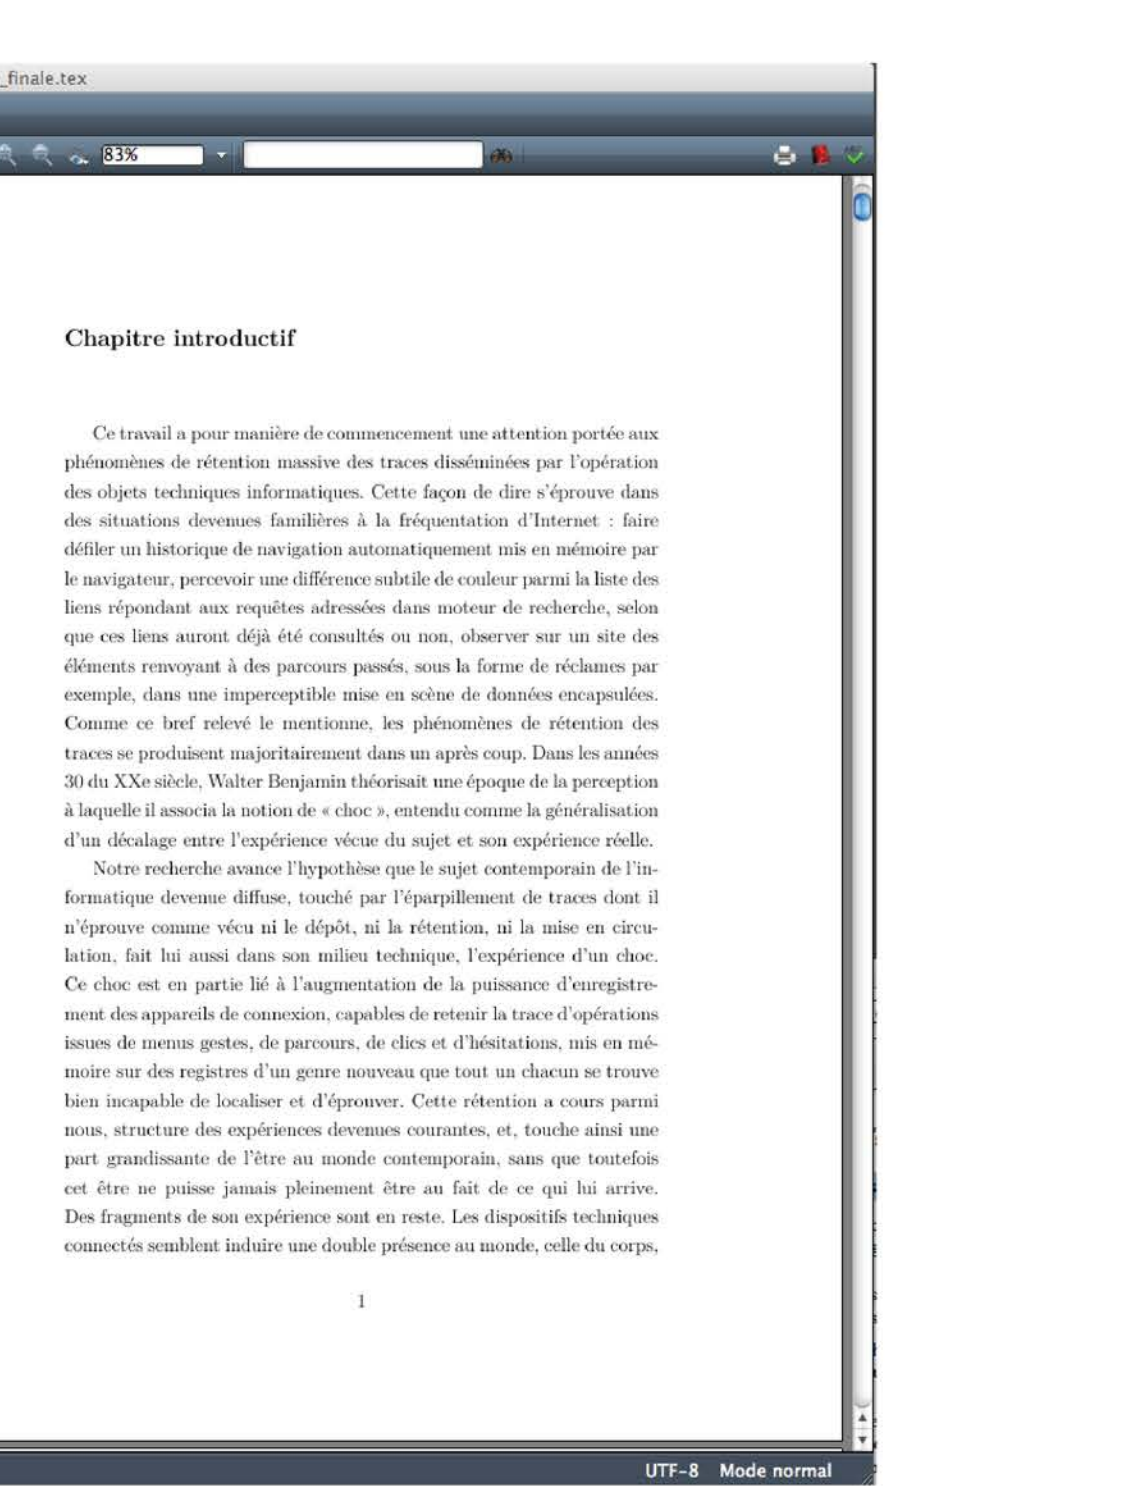 _finale.tex
83%
Chapitre introductif
Ce travail a pour manière de commencement une attention portée aux
phénomènes de rétention massive des traces disséminées par l'opération
des objets techniques informatiques. Cette façon de dire s'éprouve dans
des situations devenues familières à la fréquentation d'Internet : faire
défiler un historique de navigation automatiquement mis en mémoire par
le navigateur, percevoir une différence subtile de couleur parmi la liste des
liens répondant aux requêtes adressées dans moteur de recherche, selon
que ces liens auront déjà été consultés ou non, observer sur un site des
éléments renvoyant à des parcours passés, sous la forme de réclames par
exemple, dans une imperceptible mise en scène de données encapsulées.
Comme ce bref relevé le mentionne, les phénomènes de rétention des
traces se produisent majoritairement dans un après coup. Dans les années
30 du XXe siècle, Walter Benjamin théorisait une époque de la perception
à laquelle il associa la notion de « choc », entendu comme la généralisation
d'un décalage entre l'expérience vécue du sujet et son expérience réelle.
Notre recherche avance l'hypothèse que le sujet contemporain de l'in-
formatique devenue diffuse, touché par l'éparpillement de traces dont il
n'éprouve comme vécu ni le dépôt, ni la rétention, ni la mise en circu-
lation, fait lui aussi dans son milieu technique, l'expérience d'un choc.
Ce choc est en partie lié à l'augmentation de la puissance d'enregistre-
ment des appareils de connexion, capables de retenir la trace d'opérations
issues de menus gestes, de parcours, de clics et d'hésitations, mis en mé-
moire sur des registres d'un genre nouveau que tout un chacun se trouve
bien incapable de localiser et d'éprouver. Cette rétention a cours parmi
nous, structure des expériences devenues courantes, et, touche ainsi une
part grandissante de l'être au monde contemporain, sans que toutefois
cet être ne puisse jamais pleinement être au fait de ce qui lui arrive.
Des fragments de son expérience sont en reste. Les dispositifs techniques
connectés semblent induire une double présence au monde, celle du corps,
1
UTF-8 Mode normal